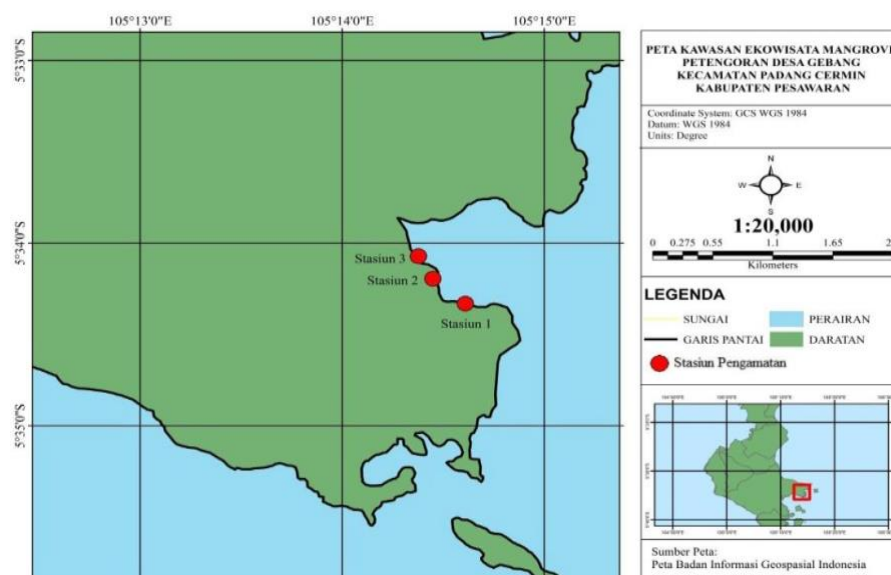 105°13'0"E 105°14'0"E 105°15'0"E
5°33'0"S
5°34'0"S
5°35'0"S
Stasiun 3
Stasiun 2
Stasiun 1
PETA KAWASAN EKOWISATA MANGROVE
PETENGORAN DESA GEBANG
KECAMATAN PADANG CERMIN
KABUPATEN PESAWARAN
Coordinate System: GCS WGS 1984
Datum: WGS 1984
Units: Degree
N
W E
S
1:20,000
0 0.275 0.55 1.1 1.65
Kilometers
LEGENDA
SUNGAI PERAIRAN
GARIS PANTAI DARATAN
Stasiun Pengamatan
Sumber Peta:
Peta Badan Informasi Geospasial Indonesia